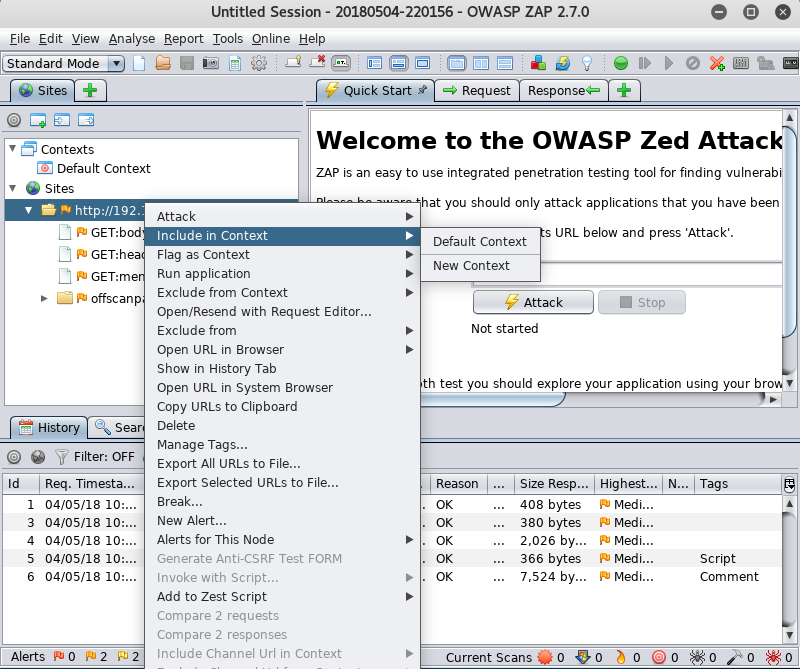 Untitled Session - 20180504-220156 - OWASP ZAP 2.7.0
File Edit View Analyse Report Tools Online Help
Standard Mode
Sites
Quick Start
Request
Response
Contexts
Default Context
Sites
http://192.1
GET:body
GET:head
GET:men
offscanpa
Welcome to the OWASP Zed Attack
ZAP is an easy to use integrated penetration testing tool for finding vulnerabi
Please be aware that you should only attack applications that you have been
ts URL below and press 'Attack'.
Attack
Stop
Not started
oth test you should explore your application using your brow
Attack
Include in Context
Flag as Context
Run application
Exclude from Context
Open/Resend with Request Editor...
Exclude from
Open URL in Browser
Show in History Tab
Open URL in System Browser
Copy URLs to Clipboard
Delete
Manage Tags...
Export All URLs to File...
Export Selected URLs to File...
Break...
New Alert...
Alerts for This Node
Generate Anti-CSRF Test FORM
Invoke with Script...
Add to Zest Script
Compare 2 requests
Compare 2 responses
Include Channel Url in Context
Default Context
New Context
History
Sear
Filter: OFF
Id Req. Timesta... Reason ... Size Resp... Highest... N... Tags
1 04/05/18 10:... OK ... 408 bytes Medi...
3 04/05/18 10:... OK ... 380 bytes Medi...
4 04/05/18 10:... OK ... 2,026 by... Medi...
5 04/05/18 10:... OK ... 366 bytes Medi... Script
6 04/05/18 10:... OK ... 7,524 by... Medi... Comment
Alerts 0 2 2 Current Scans 0 0 0 0 0 0 0